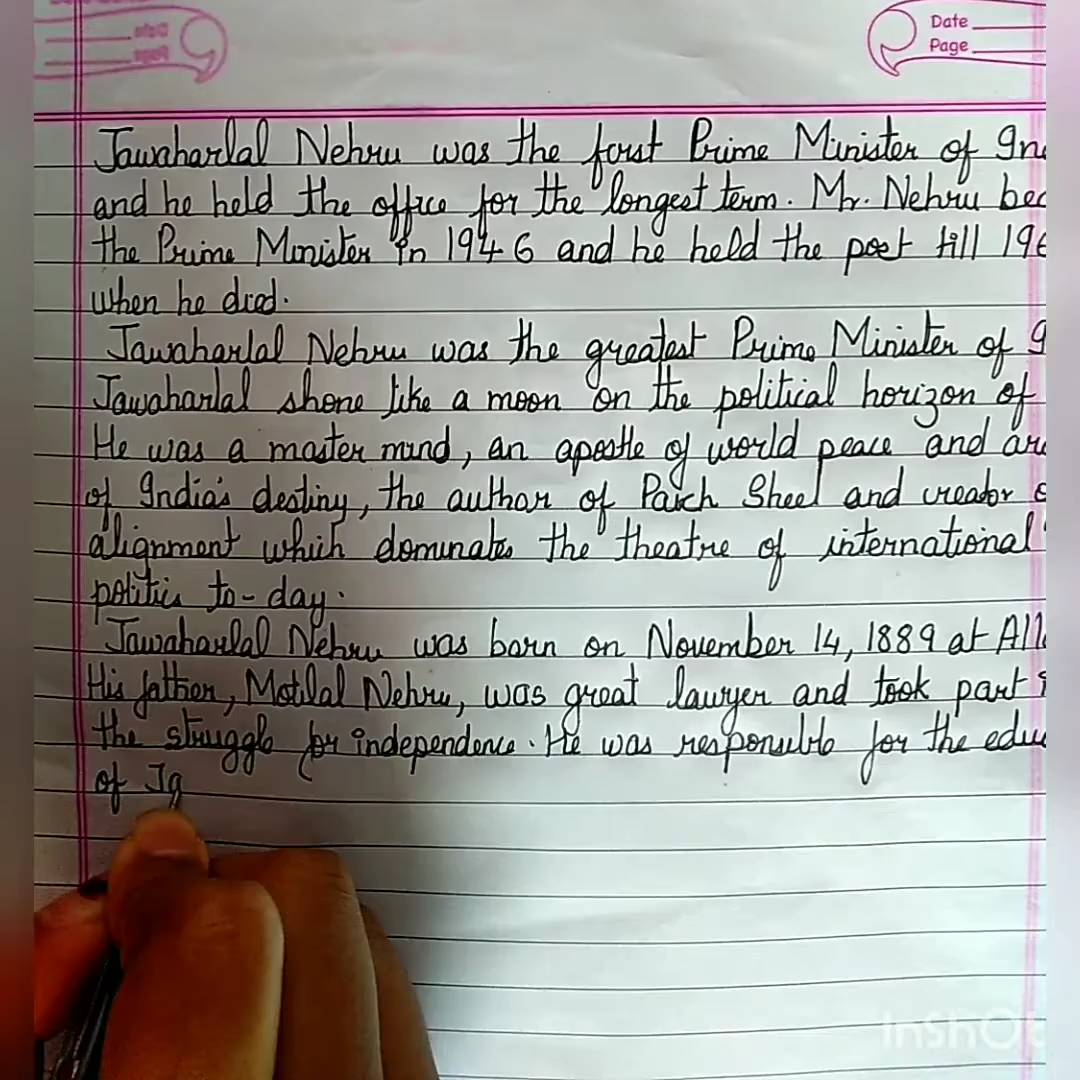 Date
Page
Jawaharlal Nehru was the first Prime Minister of In
and he held the office for the longest term. Mr. Nehru bec
the Prime Minister in 1946 and he held the post till 196
when he died.
Jawaharlal Nehru was the greatest Prime Minister of
Jawaharlal shone like a moon on the political horizon of
He was a master mind, an apostle of world peace and arc
of India's destiny, the author of Panch Sheel and creador
alignment which dominates the theatre of international
politics to-day.
Jawaharlal Nehru was born on November 14, 1889 at All
His father, Motilal Nehru, was great lawyer and took part i
the struggle for independence. He was responsible for the educ
of Ja
InShOt